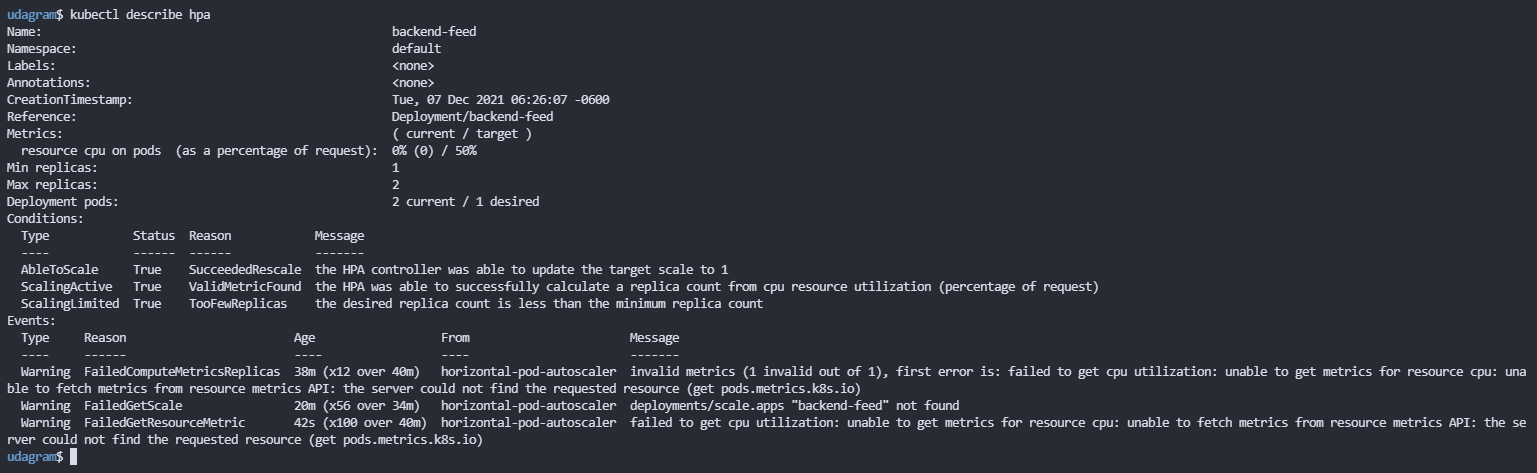 udagram$ kubectl describe hpa
Name:                                                  backend-feed
Namespace:                                             default
Labels:                                                <none>
Annotations:                                           <none>
CreationTimestamp:                                     Tue, 07 Dec 2021 06:26:07 -0600
Reference:                                             Deployment/backend-feed
Metrics:                                               ( current / target )
  resource cpu on pods  (as a percentage of request):  0% (0) / 50%
Min replicas:                                          1
Max replicas:                                          2
Deployment pods:                                       2 current / 1 desired
Conditions:
  Type            Status  Reason            Message
  ----            ------  ------            -------
  AbleToScale     True    SucceededRescale  the HPA controller was able to update the target scale to 1
  ScalingActive   True    ValidMetricFound  the HPA was able to successfully calculate a replica count from cpu resource utilization (percentage of request)
  ScalingLimited  True    TooFewReplicas    the desired replica count is less than the minimum replica count
Events:
  Type     Reason                        Age                  From                       Message
  ----     ------                        ----                 ----                       -------
  Warning  FailedComputeMetricsReplicas  38m (x12 over 40m)   horizontal-pod-autoscaler  invalid metrics (1 invalid out of 1), first error is: failed to get cpu utilization: unable to get metrics for resource cpu: una
ble to fetch metrics from resource metrics API: the server could not find the requested resource (get pods.metrics.k8s.io)
  Warning  FailedGetScale                20m (x56 over 34m)   horizontal-pod-autoscaler  deployments/scale.apps "backend-feed" not found
  Warning  FailedGetResourceMetric       42s (x100 over 40m)  horizontal-pod-autoscaler  failed to get cpu utilization: unable to get metrics for resource cpu: unable to fetch metrics from resource metrics API: the se
rver could not find the requested resource (get pods.metrics.k8s.io)
udagram$